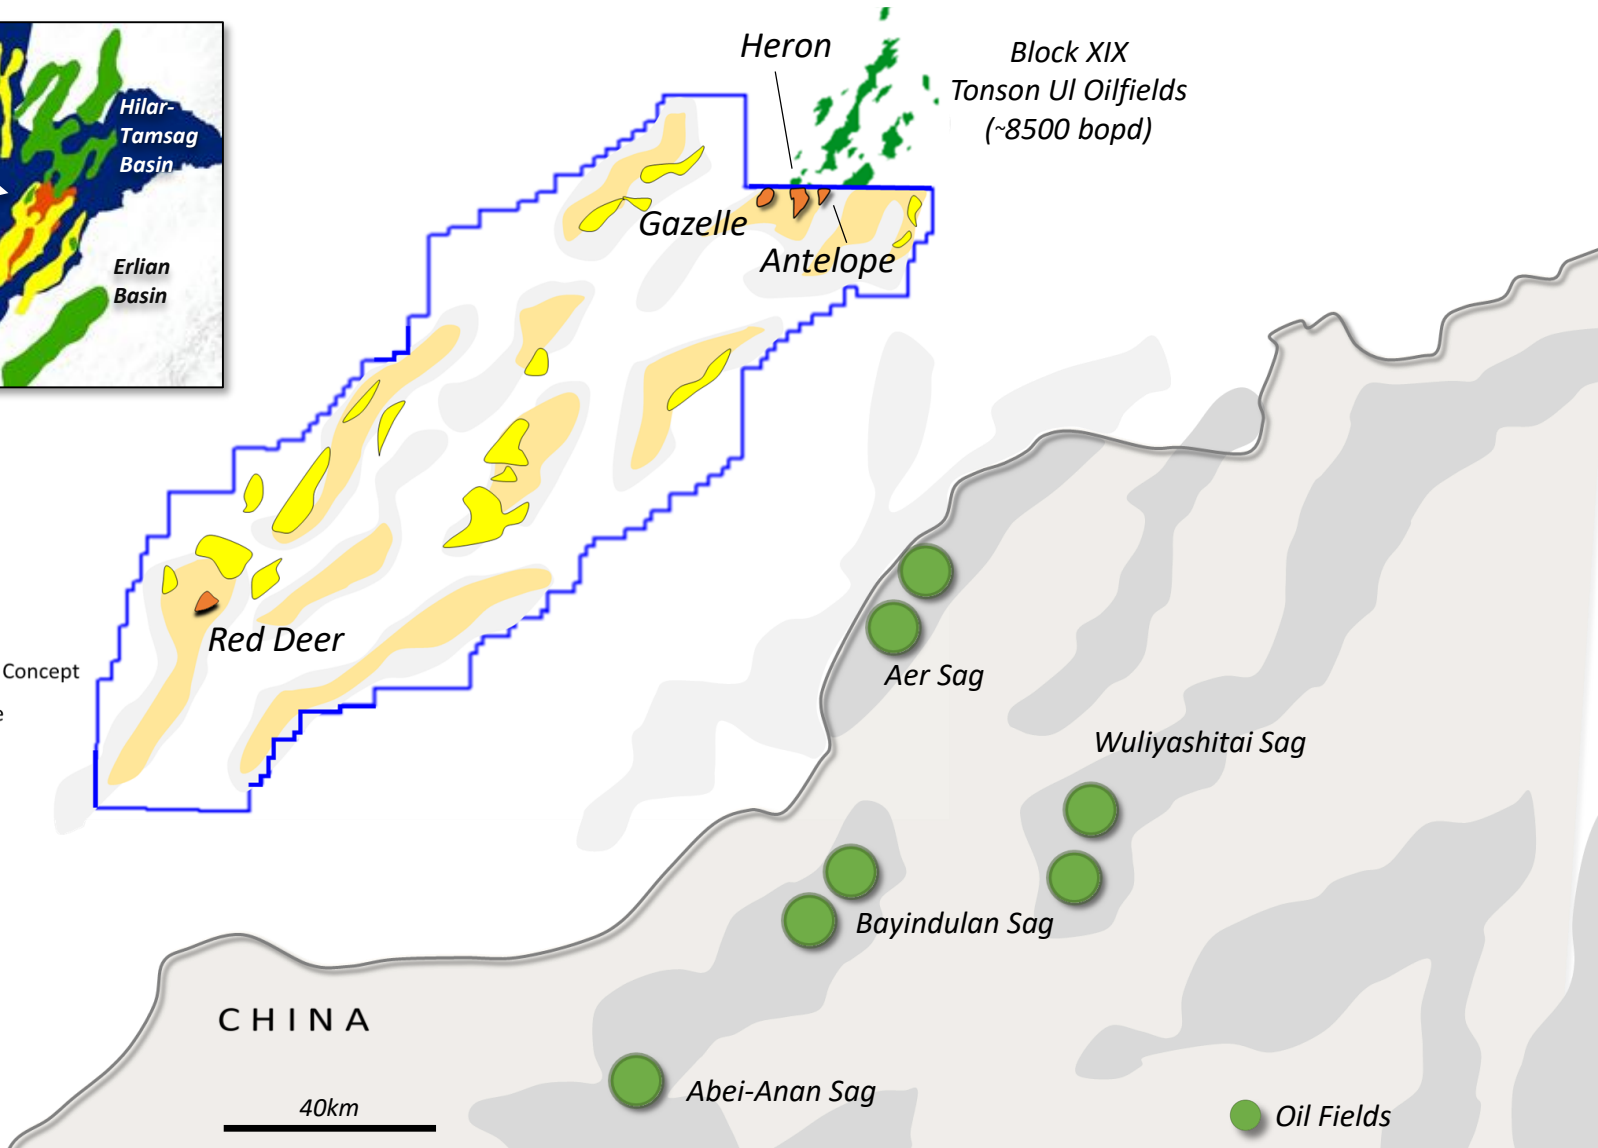 Hilar-
Tamsag
Basin
Erlian
Basin
Heron
Block XIX
Tonson Ul Oilfields
(~8500 bopd)
Gazelle
Antelope
Red Deer
Concept
Aer Sag
Wuliyashitai Sag
Bayindulan Sag
CHINA
Abei-Anan Sag
40km
Oil Fields